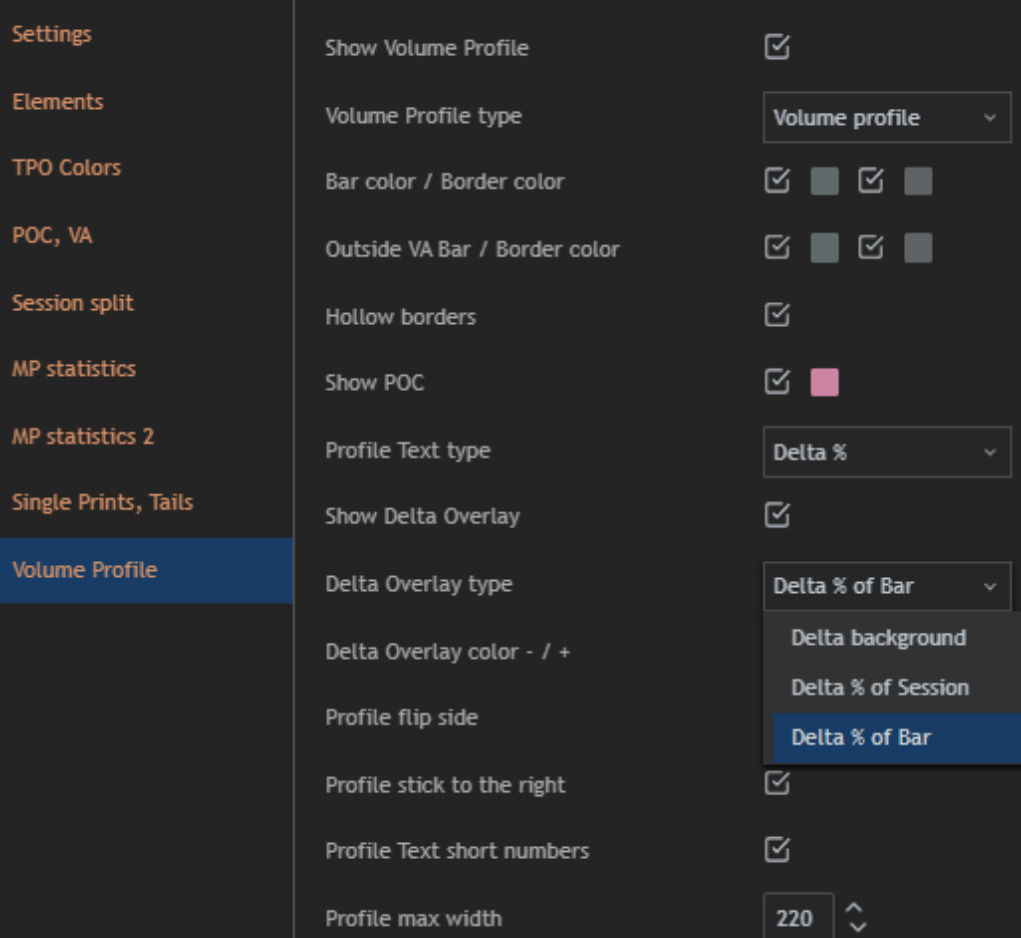 Settings
Elements
TPO Colors
POC, VA
Session split
MP statistics
MP statistics 2
Single Prints, Tails
Volume Profile
Show Volume Profile
Volume Profile type
Volume profile
Bar color / Border color
Outside VA Bar / Border color
Hollow borders
Show POC
Profile Text type
Delta %
Show Delta Overlay
Delta Overlay type
Delta % of Bar
Delta background
Delta % of Session
Delta % of Bar
Delta Overlay color - / +
Profile flip side
Profile stick to the right
Profile Text short numbers
Profile max width
220